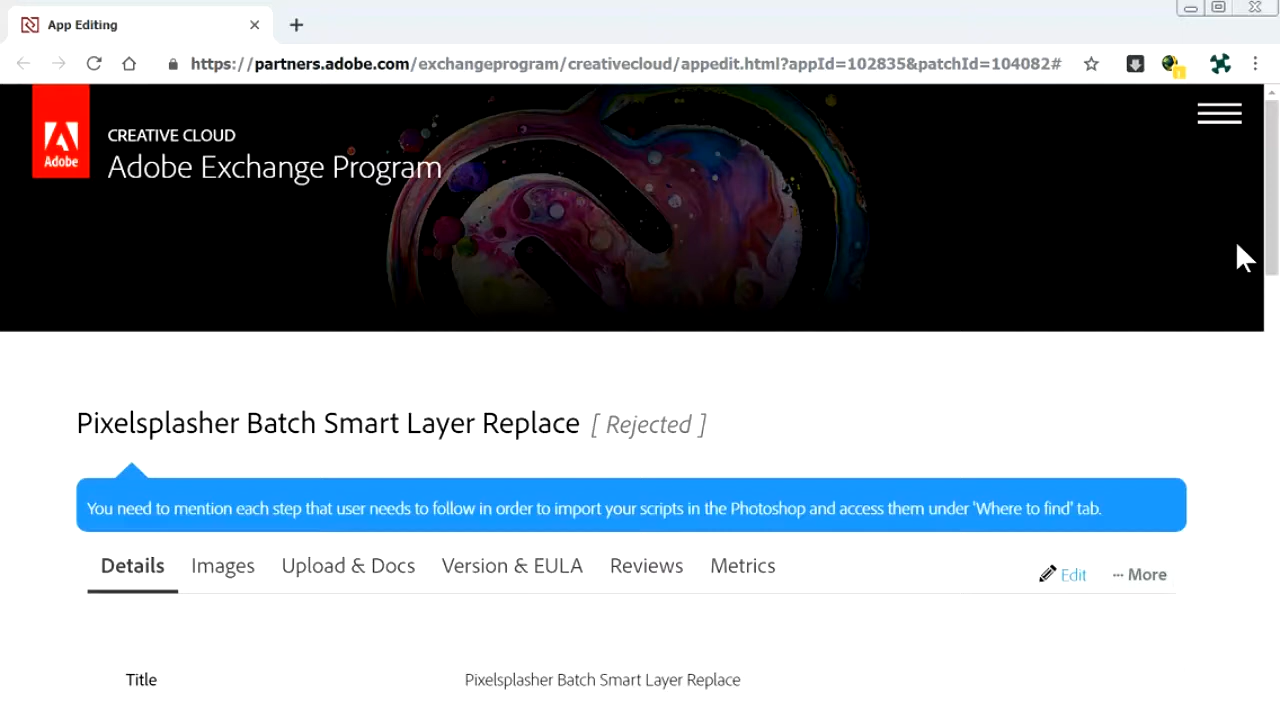 App Editing
https://partners.adobe.com/exchangeprogram/creativecloud/appedit.html?appId=102835&patchId=104082#
Adobe
CREATIVE CLOUD
Adobe Exchange Program
Pixelsplasher Batch Smart Layer Replace [ Rejected ]
You need to mention each step that user needs to follow in order to import your scripts in the Photoshop and access them under 'Where to find' tab.
Details Images Upload & Docs Version & EULA Reviews Metrics Edit ··· More
Title Pixelsplasher Batch Smart Layer Replace